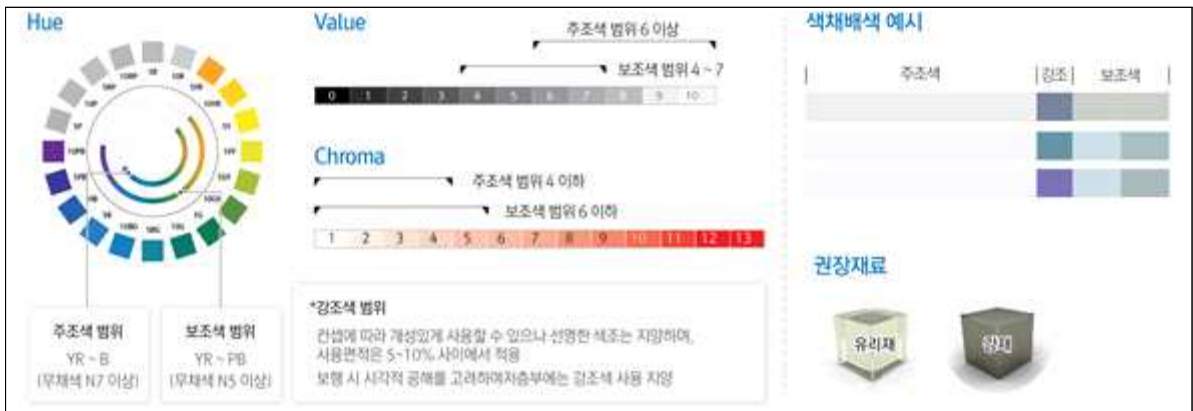 Hue
주조색 범위
YR ~ B
(무채색 N7 이상)
보조색 범위
YR ~ PB
(무채색 N5 이상)
Value
주조색 범위 6 이상
보조색 범위 4 ~ 7
0 1 2 3 4 5 6 7 8 9 10
Chroma
주조색 범위 4 이하
보조색 범위 6 이하
1 2 3 4 5 6 7 8 9 10 11 12 13
*강조색 범위
컨셉에 따라 개성있게 사용할 수 있으나 선명한 색조는 지양하며,
사용면적은 5~10% 사이에서 적용
보행 시 시각적 공해를 고려하여저층부에는 강조색 사용 지양
색채배색 예시
주조색 강조 보조색
권장재료
유리재